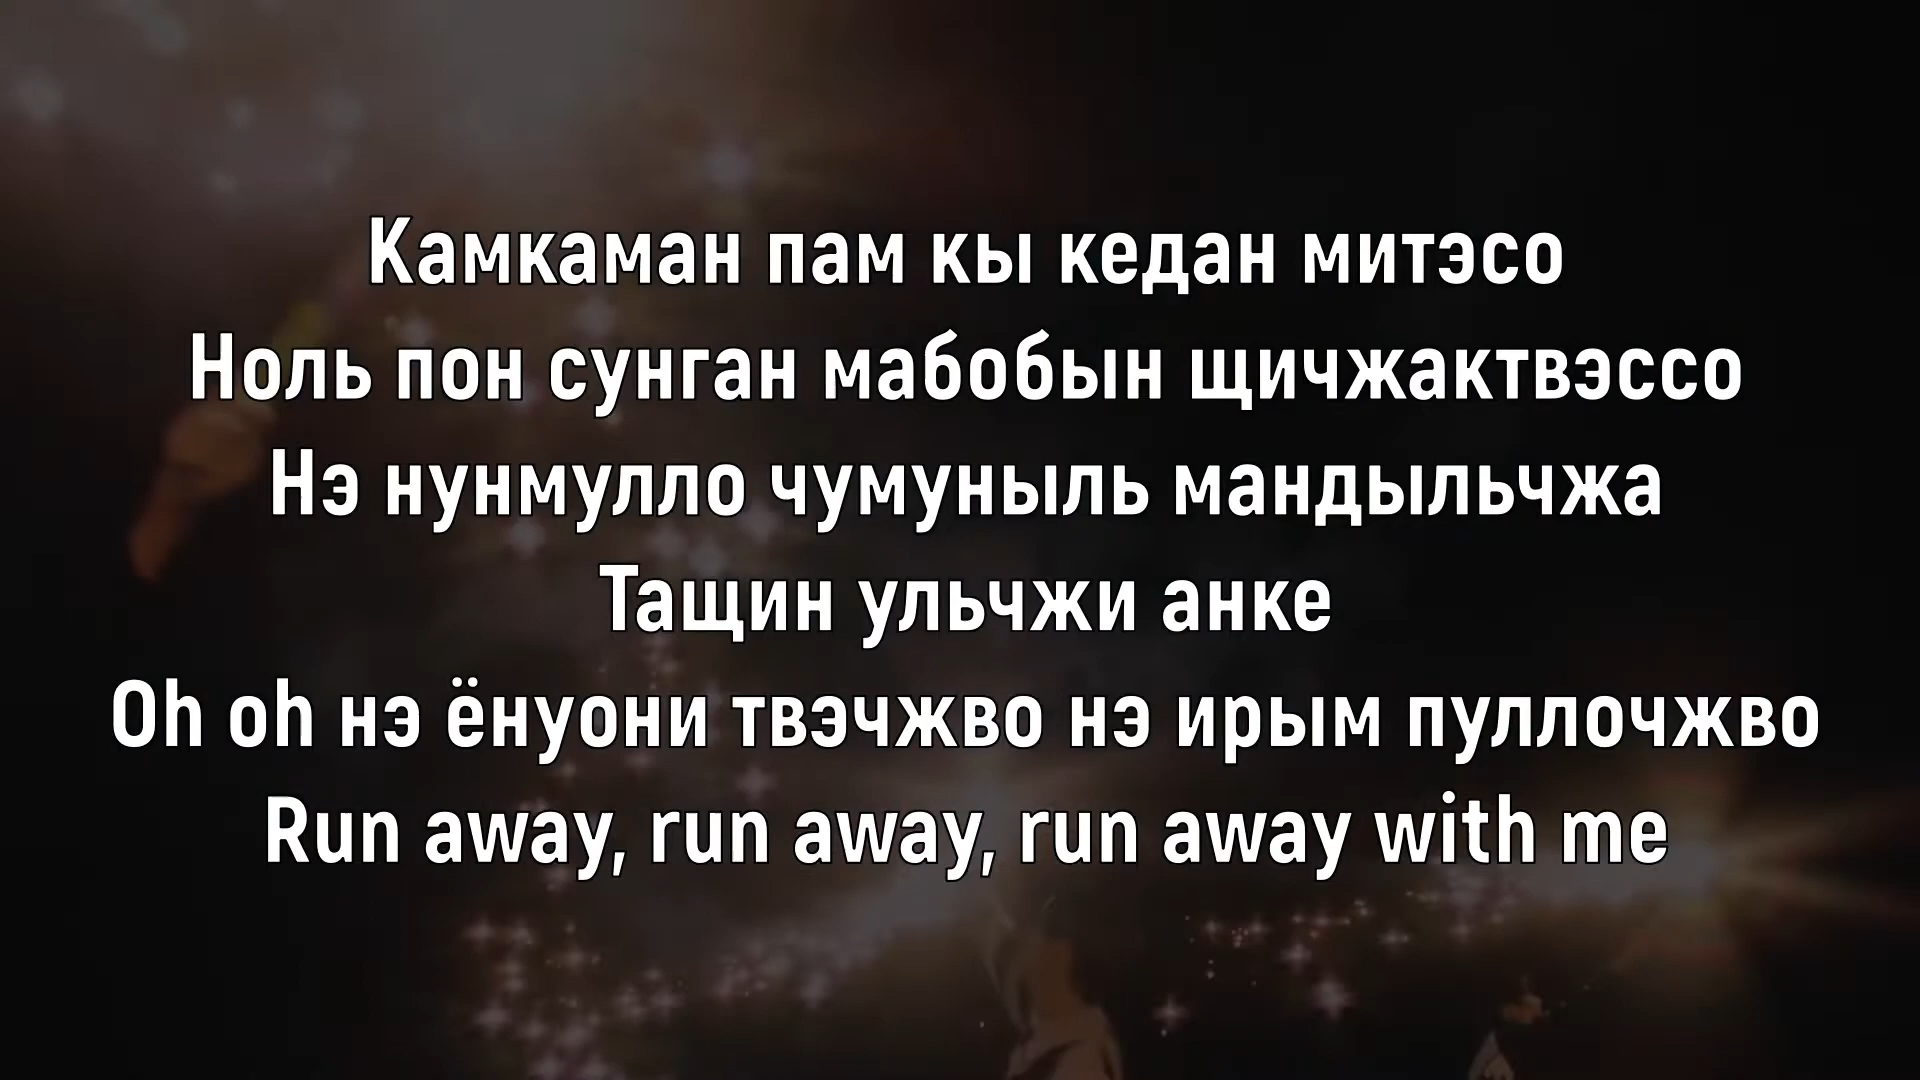 Камкаман пам кы кедан митэсо
Ноль пон сунган мабобын щичжактвэссо
Нэ нунмулло чумуныль мандыльчжа
Тащин ульчжи анке
Oh oh нэ ёнуони твэчжво нэ ирым пуллочжво
Run away, run away, run away with me